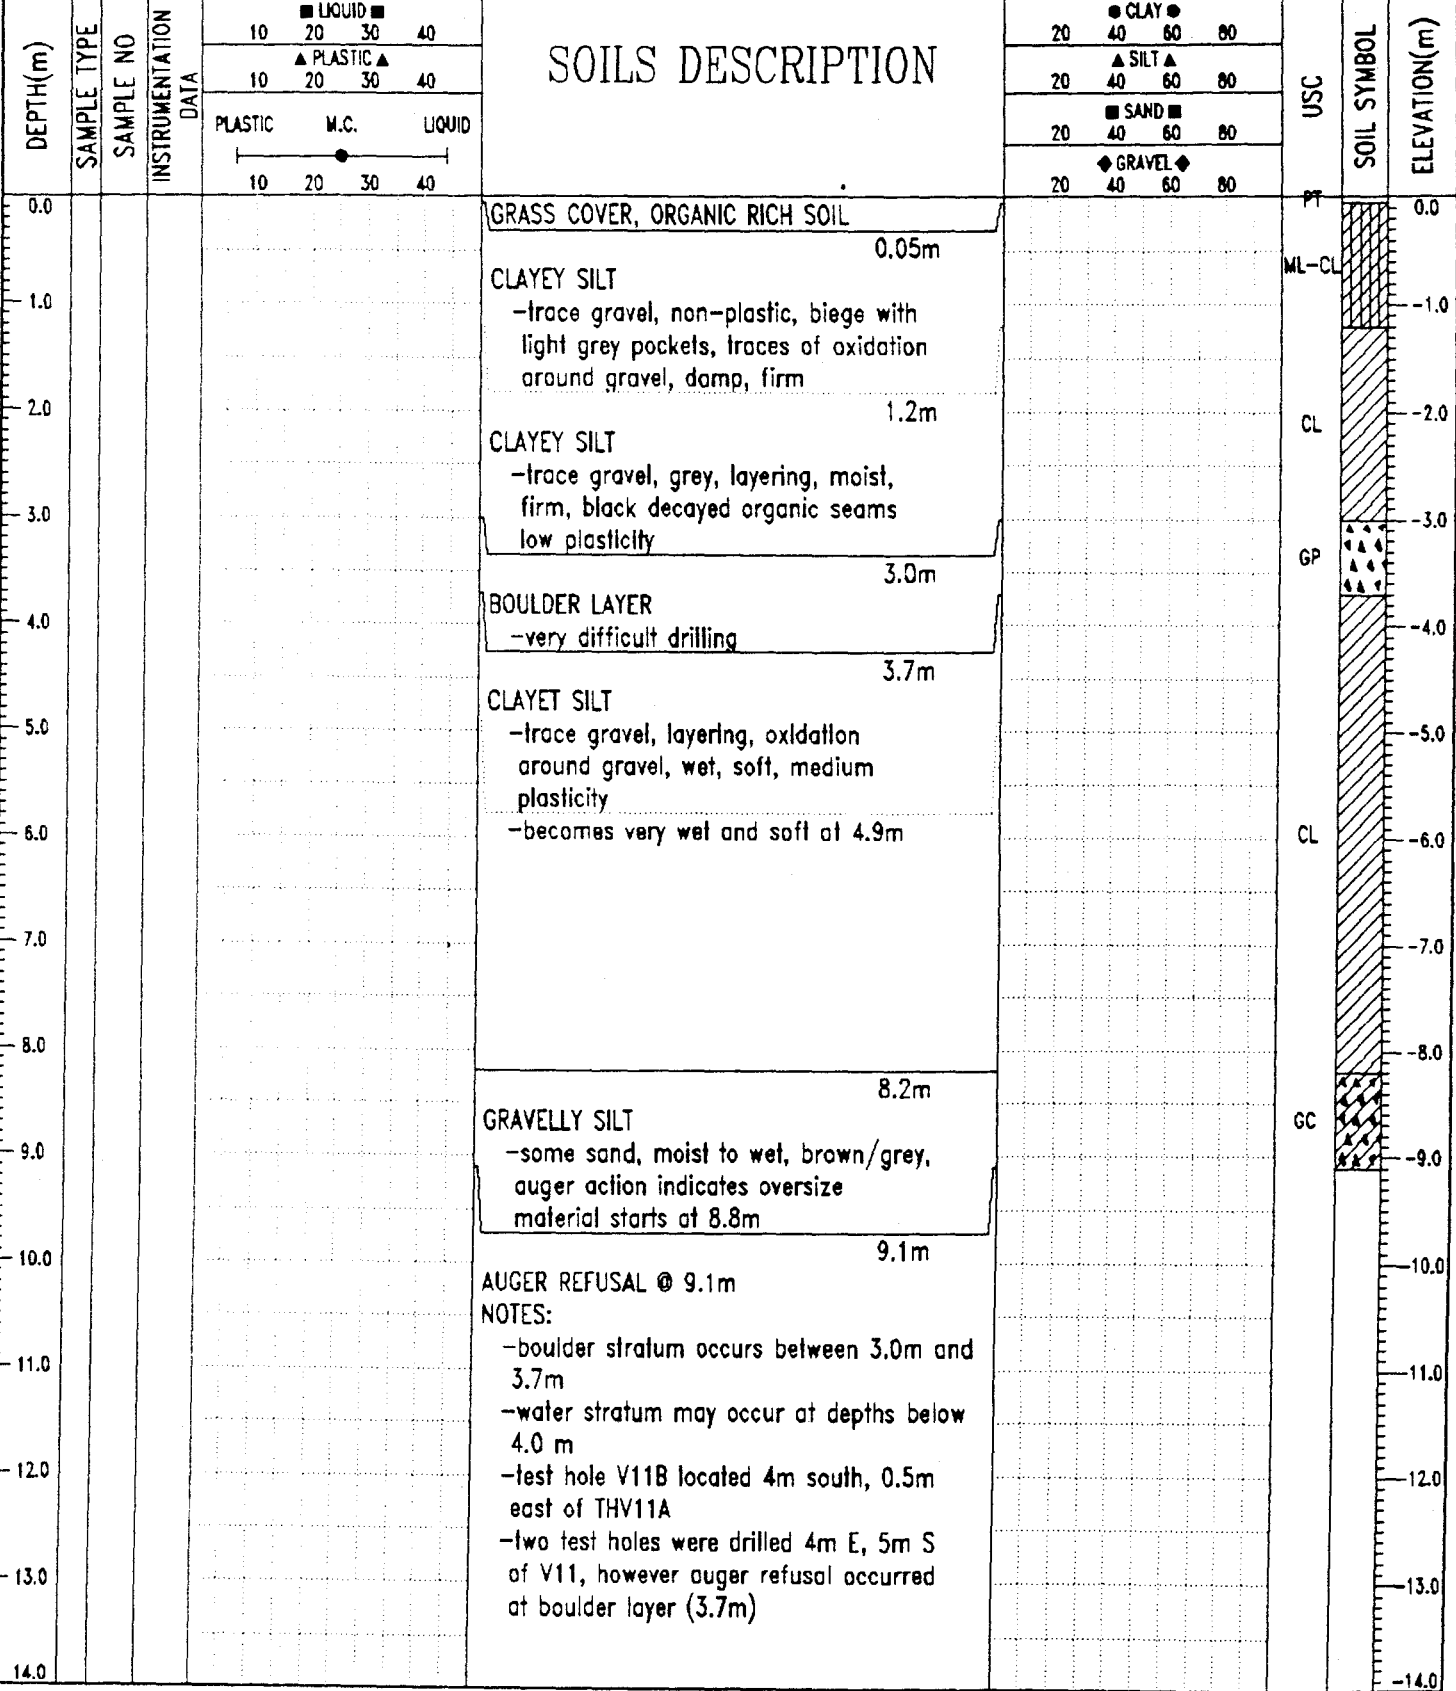 DEPTH(m)
SAMPLE TYPE
SAMPLE NO
INSTRUMENTATION
DATA
■ LIQUID ■
10 20 30 40
▲ PLASTIC ▲
10 20 30 40
PLASTIC M.C. LIQUID
10 20 30 40
SOILS DESCRIPTION
● CLAY ●
20 40 60 80
▲ SILT ▲
20 40 60 80
■ SAND ■
20 40 60 80
◆ GRAVEL ◆
20 40 60 80
USC
SOIL SYMBOL
ELEVATION(m)
0.0
1.0
2.0
3.0
4.0
5.0
6.0
7.0
8.0
9.0
10.0
11.0
12.0
13.0
14.0
GRASS COVER, ORGANIC RICH SOIL
0.05m
CLAYEY SILT
-trace gravel, non-plastic, biege with
light grey pockets, traces of oxidation
around gravel, damp, firm
1.2m
CLAYEY SILT
-trace gravel, grey, layering, moist,
firm, black decayed organic seams
low plasticity
3.0m
BOULDER LAYER
-very difficult drilling
3.7m
CLAYET SILT
-trace gravel, layering, oxidation
around gravel, wet, soft, medium
plasticity
-becomes very wet and soft at 4.9m
8.2m
GRAVELLY SILT
-some sand, moist to wet, brown/grey,
auger action indicates oversize
material starts at 8.8m
9.1m
AUGER REFUSAL @ 9.1m
NOTES:
-boulder stratum occurs between 3.0m and
3.7m
-water stratum may occur at depths below
4.0 m
-test hole V11B located 4m south, 0.5m
east of THV11A
-two test holes were drilled 4m E, 5m S
of V11, however auger refusal occurred
at boulder layer (3.7m)
PT
ML-CL
CL
GP
CL
GC
0.0
-1.0
-2.0
-3.0
-4.0
-5.0
-6.0
-7.0
-8.0
-9.0
-10.0
-11.0
-12.0
-13.0
-14.0